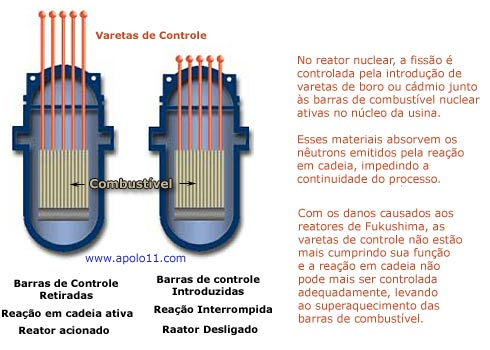 Varetas de Controle
Combustível
www.apolo11.com
Barras de Controle
Retiradas
Reação em cadeia ativa
Reator acionado
Barras de controle
Introduzidas
Reação Interrompida
Raator Desligado
No reator nuclear, a fissão é
controlada pela introdução de
varetas de boro ou cádmio junto
às barras de combustível nuclear
ativas no núcleo da usina.
Esses materiais absorvem os
nêutrons emitidos pela reação
em cadeia, impedindo a
continuidade do processo.
Com os danos causados aos
reatores de Fukushima, as
varetas de controle não estão
mais cumprindo sua função
e a reação em cadeia não
pode mais ser controlada
adequadamente, levando
ao superaquecimento das
barras de combustível.